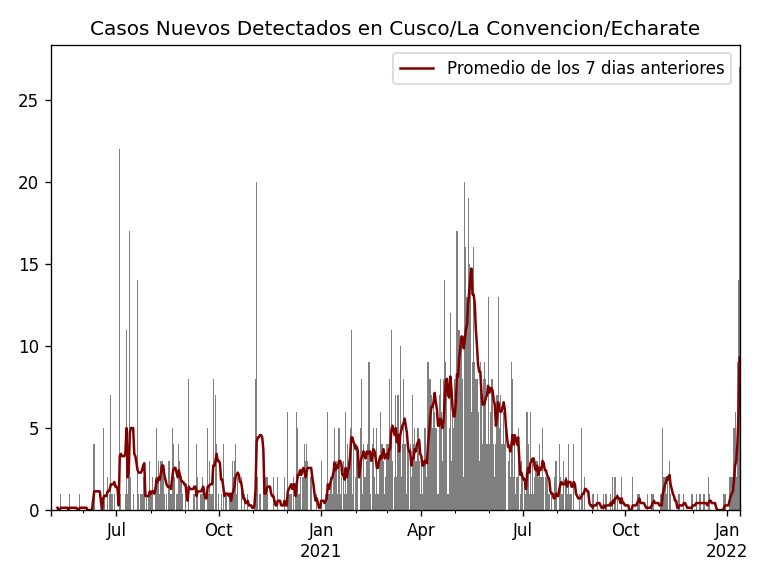 Casos Nuevos Detectados en Cusco/La Convencion/Echarate
Promedio de los 7 dias anteriores
25
20
15
10
5
0
Jul Oct Jan Apr Jul Oct Jan
2021 2022